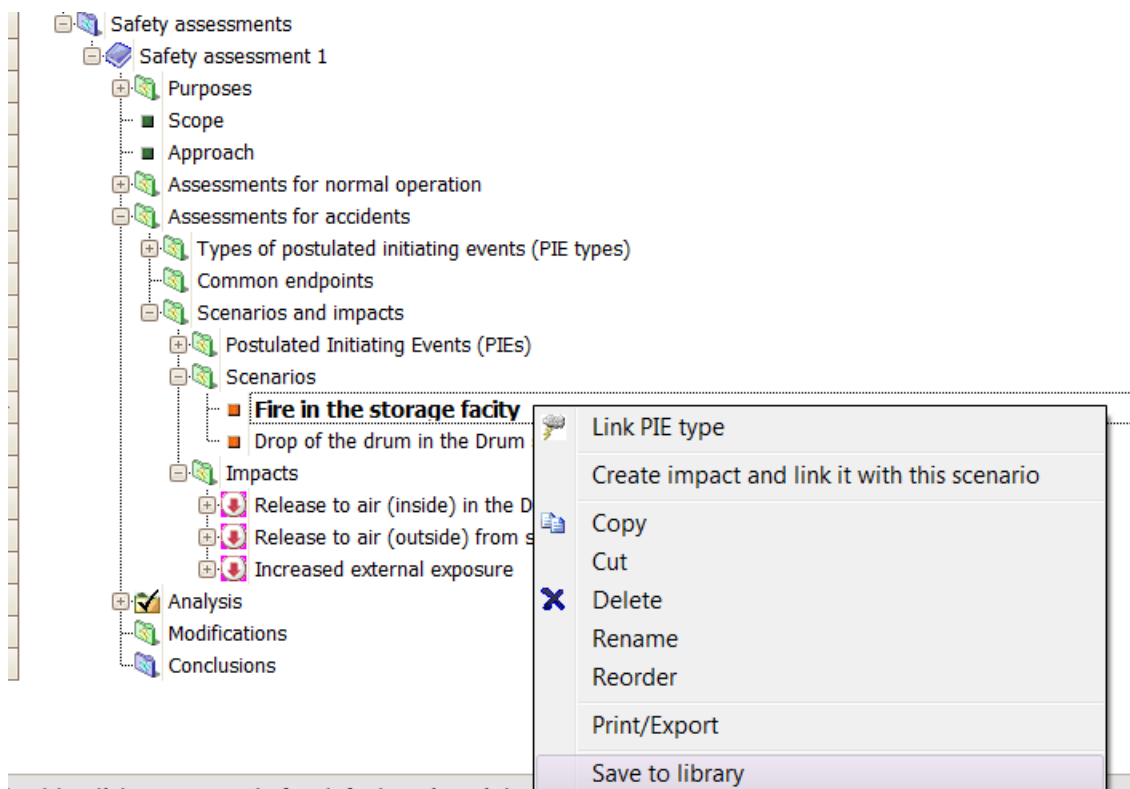 Safety assessments
Safety assessment 1
Purposes
Scope
Approach
Assessments for normal operation
Assessments for accidents
Types of postulated initiating events (PIE types)
Common endpoints
Scenarios and impacts
Postulated Initiating Events (PIEs)
Scenarios
Fire in the storage facity
Drop of the drum in the Drum
Impacts
Release to air (inside) in the D
Release to air (outside) from s
Increased external exposure
Analysis
Modifications
Conclusions
Link PIE type
Create impact and link it with this scenario
Copy
Cut
Delete
Rename
Reorder
Print/Export
Save to library